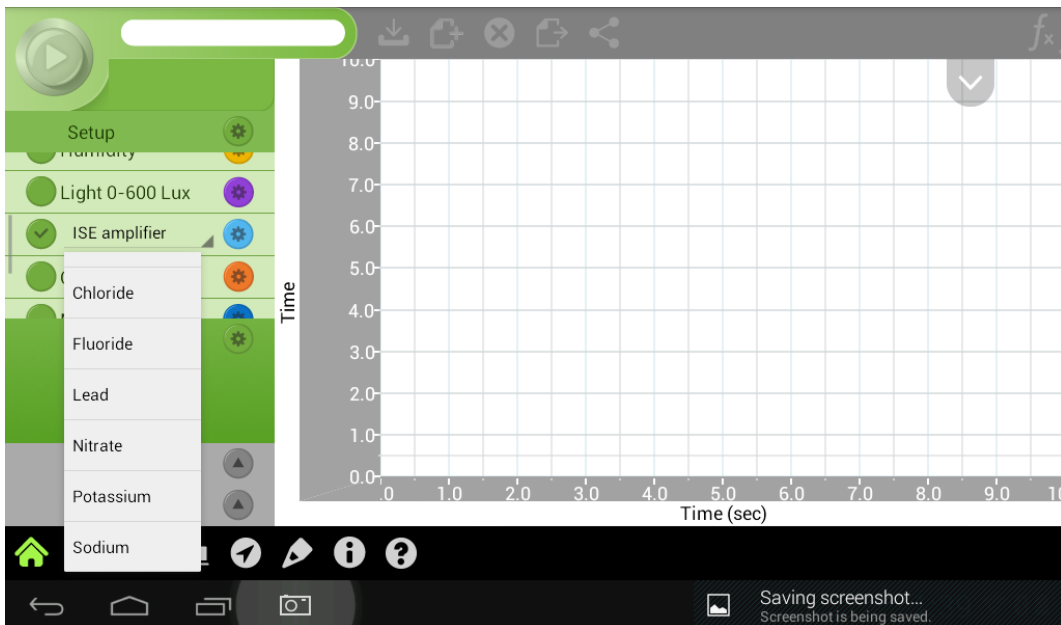 Setup
Humidity
Light 0-600 Lux
ISE amplifier
Chloride
Fluoride
Lead
Nitrate
Potassium
Sodium
fx
10.0
9.0
8.0
7.0
6.0
5.0
4.0
3.0
2.0
1.0
0.0
Time
.0 1.0 2.0 3.0 4.0 5.0 6.0 7.0 8.0 9.0
Time (sec)
Saving screenshot...
Screenshot is being saved.